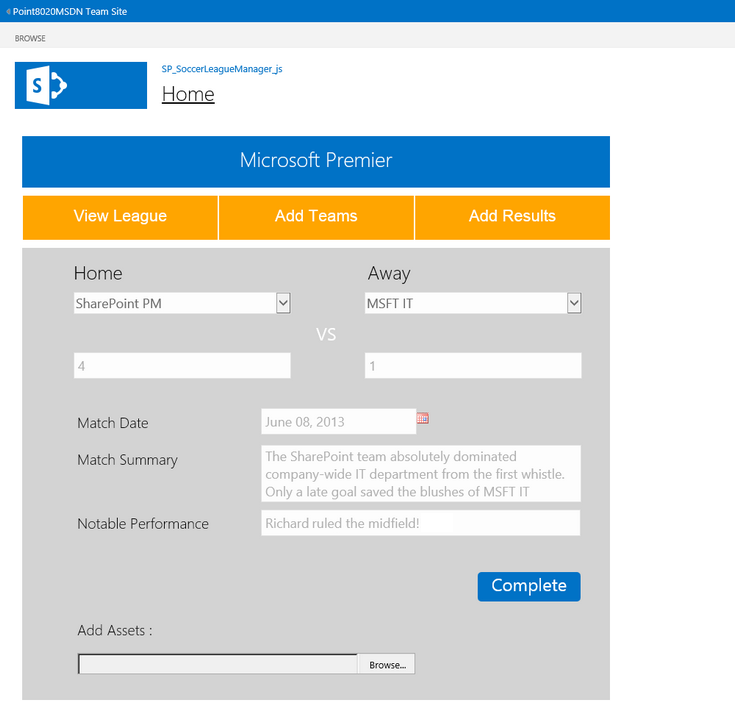 Point8020MSDN Team Site
BROWSE
S
SP_SoccerLeagueManager_js
Home
Microsoft Premier
View League
Add Teams
Add Results
Home
Away
SharePoint PM
MSFT IT
VS
4
1
Match Date
June 08, 2013
Match Summary
The SharePoint team absolutely dominated
company-wide IT department from the first whistle.
Only a late goal saved the blushes of MSFT IT
Notable Performance
Richard ruled the midfield!
Complete
Add Assets :
Browse...